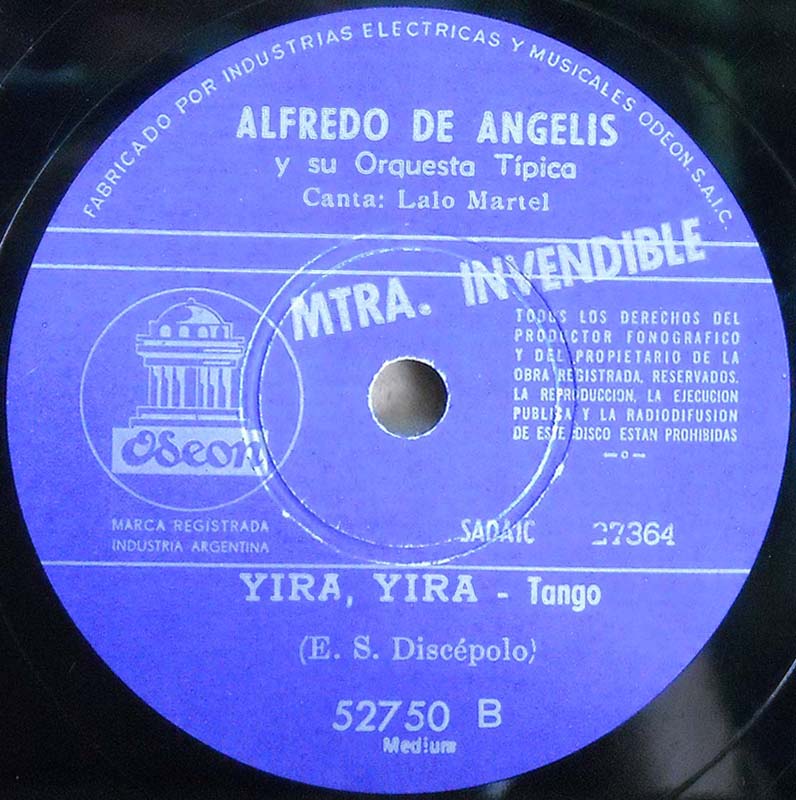 FABRICADO POR INDUSTRIAS ELECTRICAS Y MUSICALES ODEON S.A.I.C.
ALFREDO DE ANGELIS
y su Orquesta Típica
Canta: Lalo Martel
MTRA. INVENDIBLE
TODOS LOS DERECHOS DEL
PRODUCTOR FONOGRAFICO
Y DEL PROPIETARIO DE LA
OBRA REGISTRADA, RESERVADOS.
LA REPRODUCCION, LA EJECUCION
PUBLICA Y LA RADIODIFUSION
DE ESTE DISCO ESTAN PROHIBIDAS
Odeon
MARCA REGISTRADA
INDUSTRIA ARGENTINA
SADAIC 27364
YIRA, YIRA - Tango
(E. S. Discépolo)
52750 B
Medium